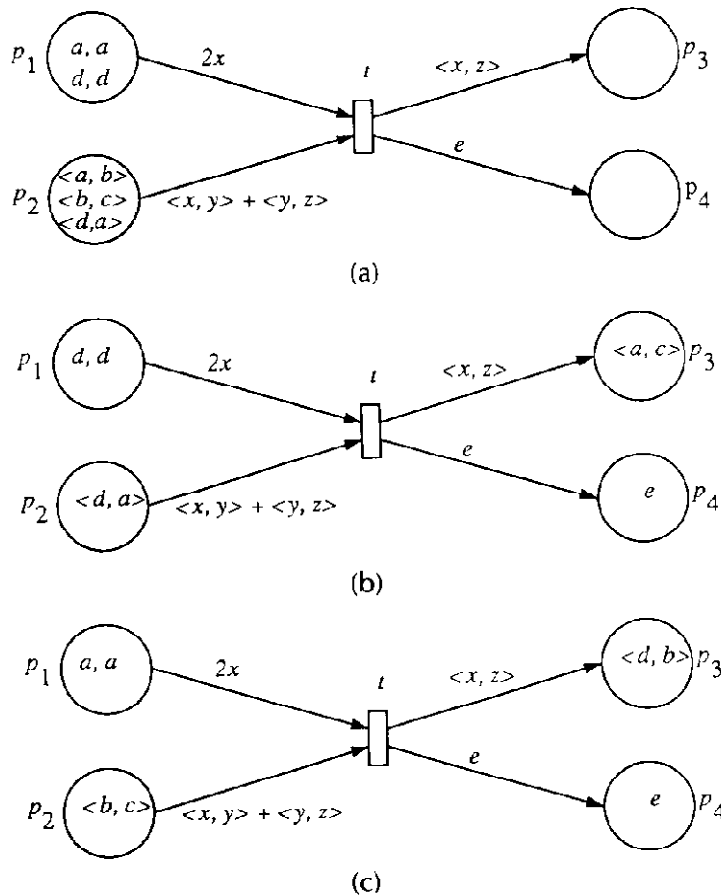 p1 a, a 2x t <x, z> p3
d, d
<a, b> e
p2 <b, c> p4
<d,a> <x, y> + <y, z>
(a)
p1 d, d 2x t <x, z> <a, c> p3
p2 <d, a> <x, y> + <y, z> e e p4
(b)
p1 a, a 2x t <x, z> <d, b> p3
p2 <b, c> <x, y> + <y, z> e e p4
(c)